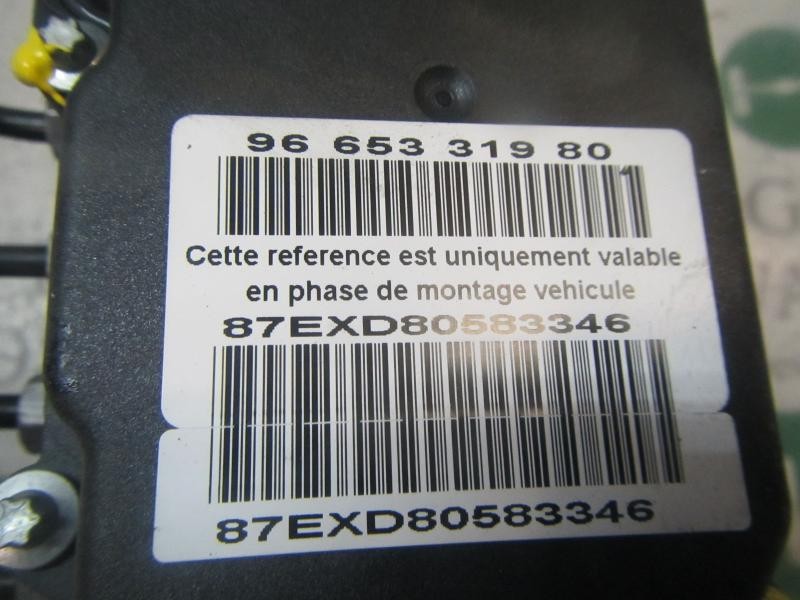 96 653 319 80
Cette reference est uniquement valable
en phase de montage vehicule
87EXD80583346
87EXD80583346